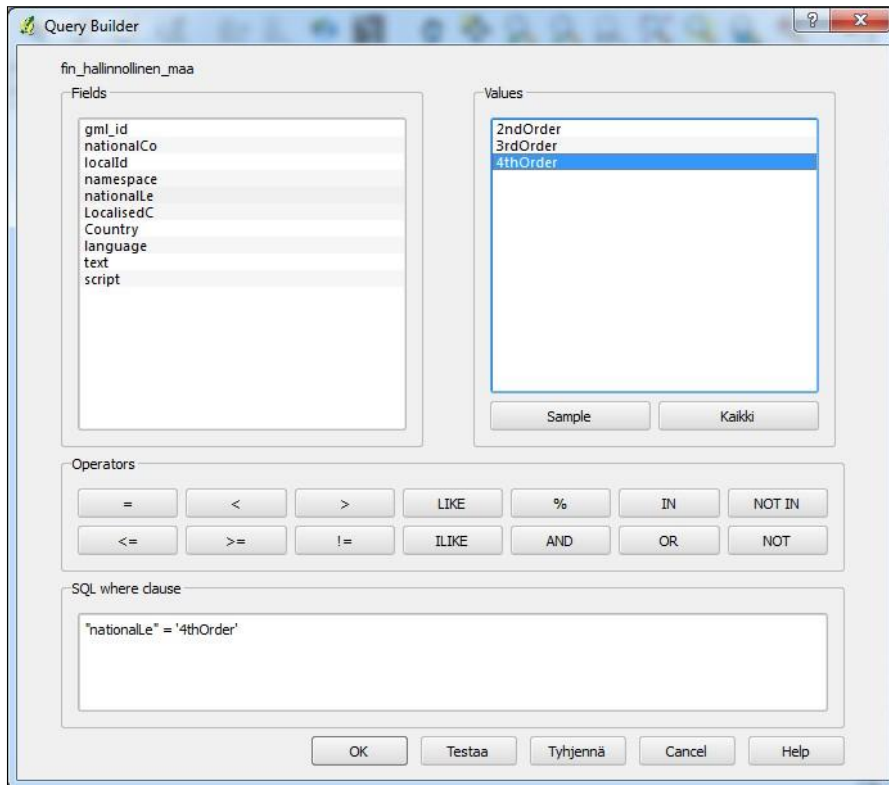 Query Builder
fin_hallinnollinen_maa
Fields
gml_id
nationalCo
localId
namespace
nationalLe
LocalisedC
Country
language
text
script
Values
2ndOrder
3rdOrder
4thOrder
Sample Kaikki
Operators
= < > LIKE % IN NOT IN
<= >= != ILIKE AND OR NOT
SQL where clause
"nationalLe" = '4thOrder'
OK Testaa Tyhjennä Cancel Help